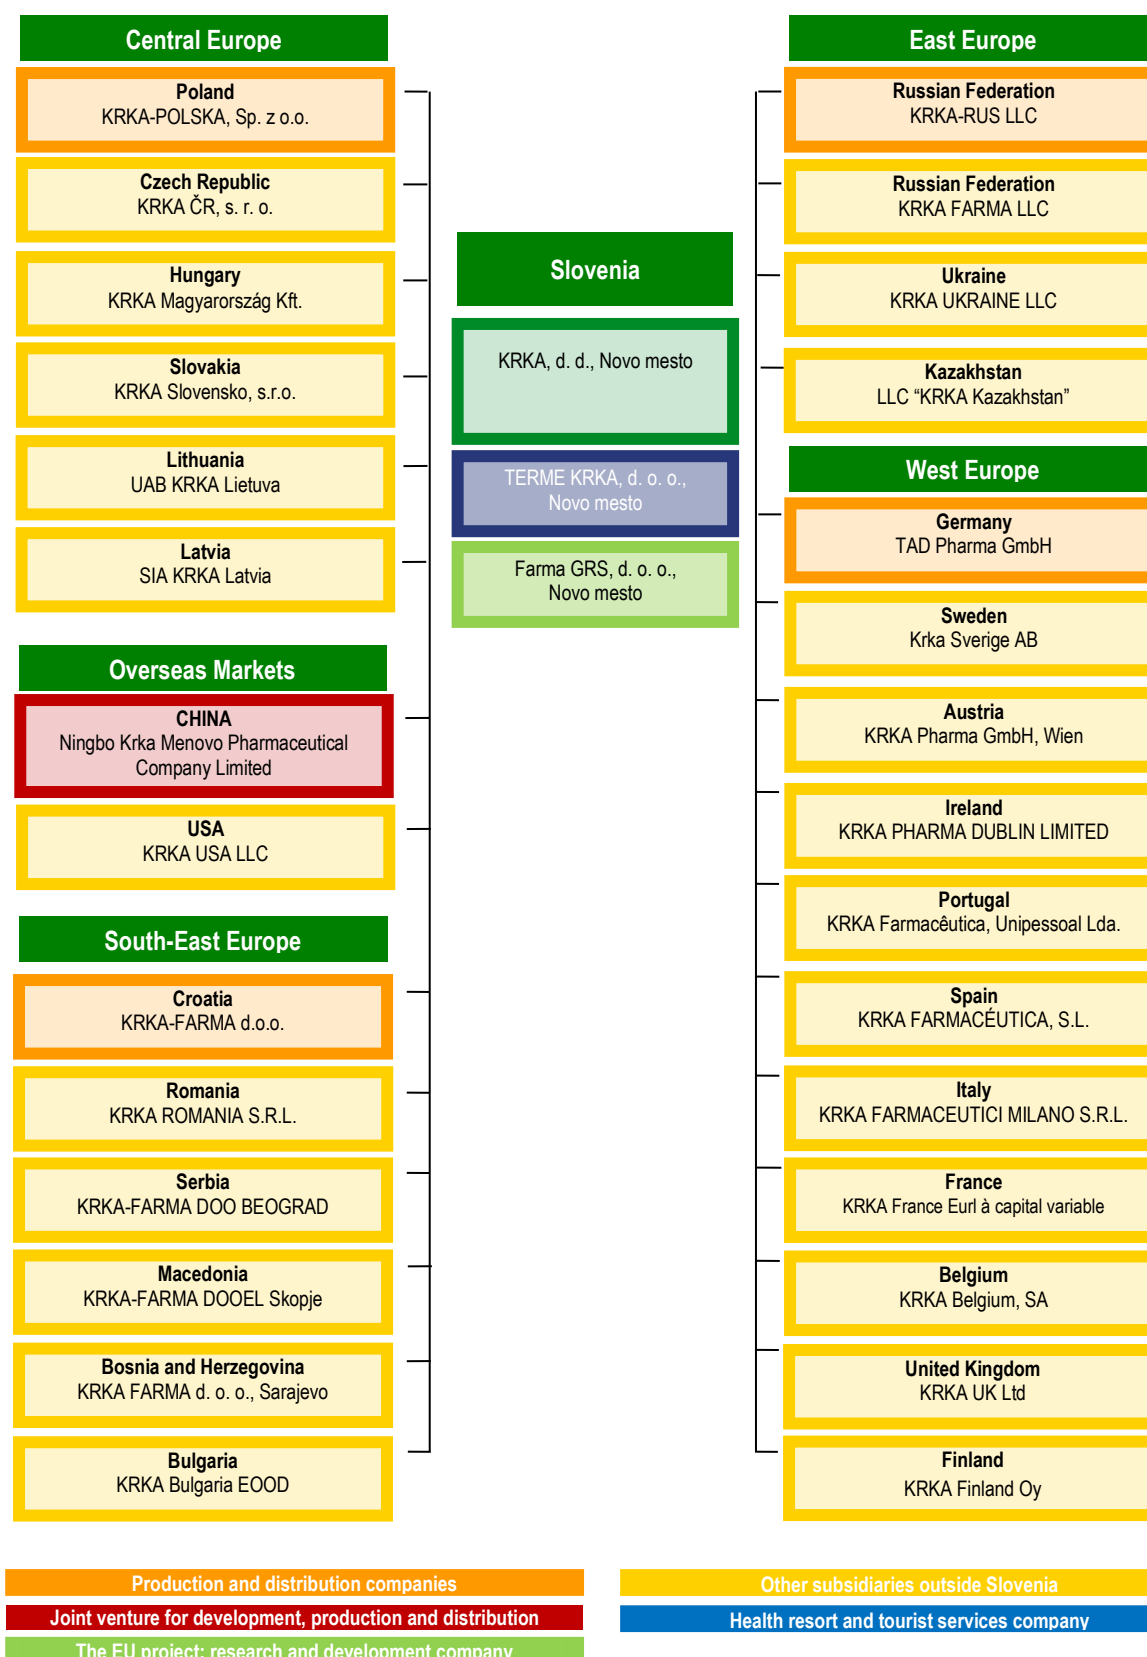 Central Europe
Poland
KRKA-POLSKA, Sp. z o.o.
Czech Republic
KRKA ČR, s. r. o.
Hungary
KRKA Magyarország Kft.
Slovakia
KRKA Slovensko, s.r.o.
Lithuania
UAB KRKA Lietuva
Latvia
SIA KRKA Latvia
Overseas Markets
CHINA
Ningbo Krka Menovo Pharmaceutical
Company Limited
USA
KRKA USA LLC
South-East Europe
Croatia
KRKA-FARMA d.o.o.
Romania
KRKA ROMANIA S.R.L.
Serbia
KRKA-FARMA DOO BEOGRAD
Macedonia
KRKA-FARMA DOOEL Skopje
Bosnia and Herzegovina
KRKA FARMA d. o. o., Sarajevo
Bulgaria
KRKA Bulgaria EOOD
Slovenia
KRKA, d. d., Novo mesto
TERME KRKA, d. o. o.,
Novo mesto
Farma GRS, d. o. o.,
Novo mesto
East Europe
Russian Federation
KRKA-RUS LLC
Russian Federation
KRKA FARMA LLC
Ukraine
KRKA UKRAINE LLC
Kazakhstan
LLC “KRKA Kazakhstan”
West Europe
Germany
TAD Pharma GmbH
Sweden
Krka Sverige AB
Austria
KRKA Pharma GmbH, Wien
Ireland
KRKA PHARMA DUBLIN LIMITED
Portugal
KRKA Farmacêutica, Unipessoal Lda.
Spain
KRKA FARMACÉUTICA, S.L.
Italy
KRKA FARMACEUTICI MILANO S.R.L.
France
KRKA France Eurl à capital variable
Belgium
KRKA Belgium, SA
United Kingdom
KRKA UK Ltd
Finland
KRKA Finland Oy
Production and distribution companies
Joint venture for development, production and distribution
The EU project: research and development company
Other subsidiaries outside Slovenia
Health resort and tourist services company